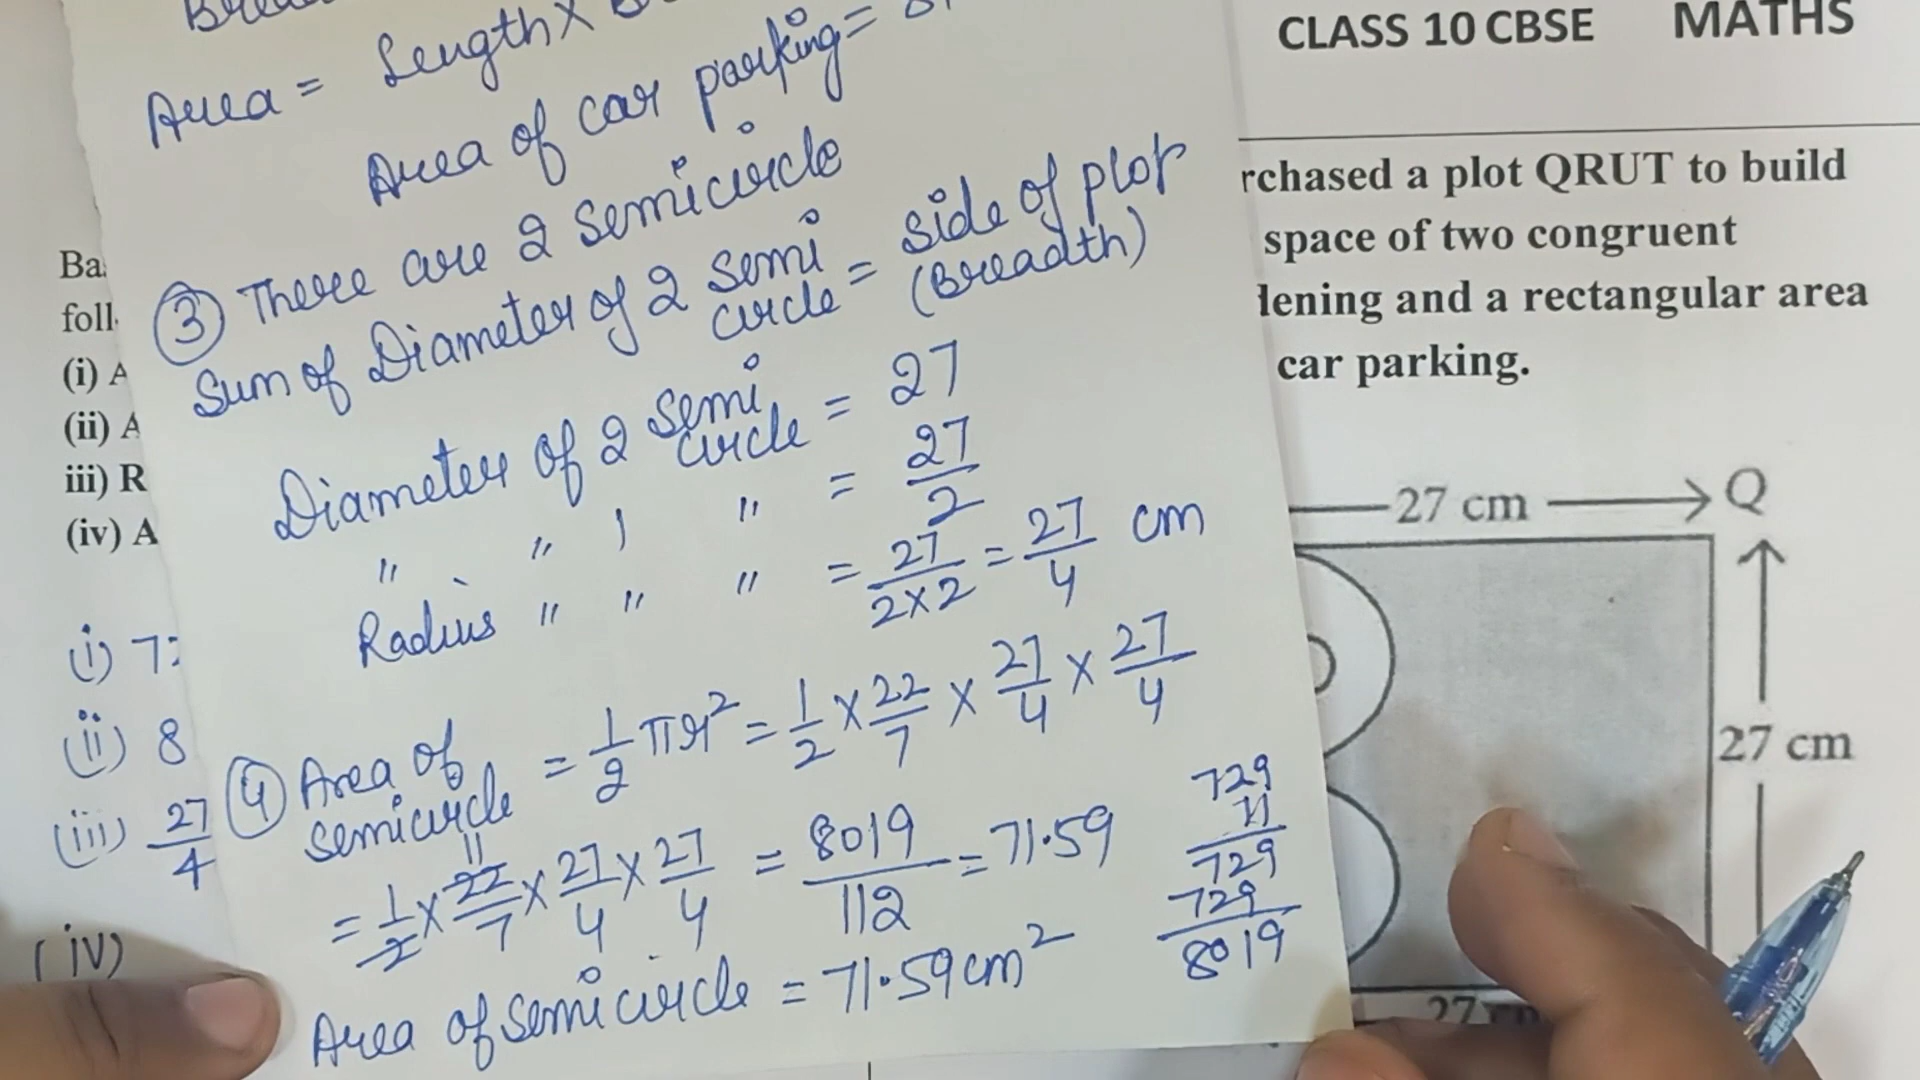 Area = Length ×
Area of car parking =
③ There are 2 semicircle
Sum of Diameter of 2 semi circle = side of plot (Breadth)
Diameter of 2 semi circle = 27
" " 1 " = 27/2
Radius " " " = 27/2×2 = 27/4 cm
④ Area of semicircle = 1/2 πr² = 1/2 × 22/7 × 27/4 × 27/4
= 1/2 × 22/7 × 27/4 × 27/4 = 8019/112 = 71.59
11
Area of semicircle = 71.59 cm²
729
11
729
729
8019
foll
(i) A
(ii) A
iii) R
(iv) A
(i) 7
(ii) 8
(iii) 27/4
(iv)
CLASS 10 CBSE MATHS
rchased a plot QRUT to build
space of two congruent
lening and a rectangular area
car parking.
27 cm Q
27 cm
27 cm